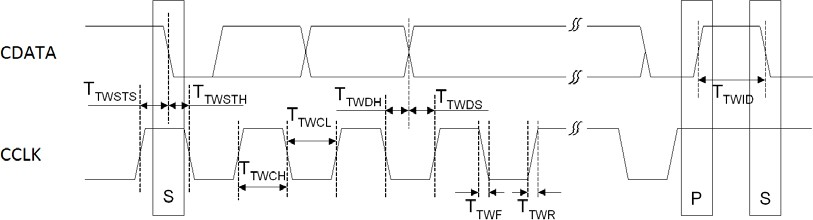 CDATA
TTWSTS
TTWSTH
TTWDH
TTWDS
TTWID
TTWCL
CCLK
TTWCH
S
P
S
TTWF
TTWR